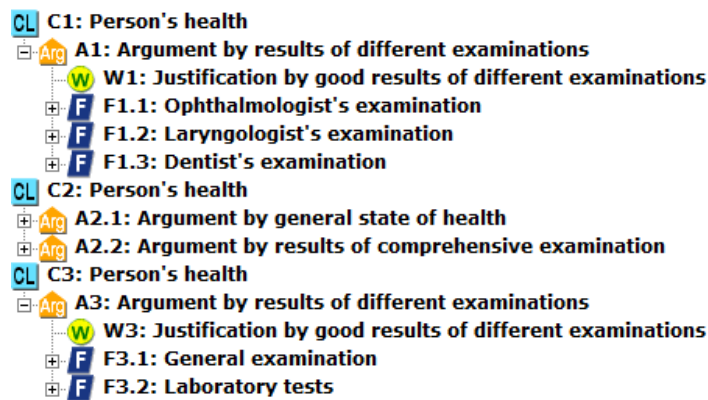 CL C1: Person's health
Arg A1: Argument by results of different examinations
W W1: Justification by good results of different examinations
F F1.1: Ophthalmologist's examination
F F1.2: Laryngologist's examination
F F1.3: Dentist's examination
CL C2: Person's health
Arg A2.1: Argument by general state of health
Arg A2.2: Argument by results of comprehensive examination
CL C3: Person's health
Arg A3: Argument by results of different examinations
W W3: Justification by good results of different examinations
F F3.1: General examination
F F3.2: Laboratory tests